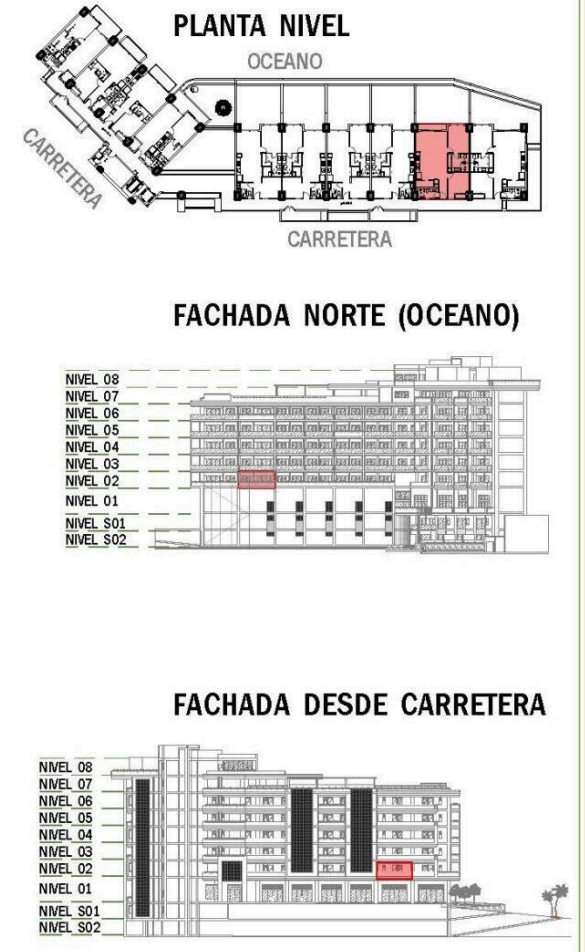 PLANTA NIVEL
OCEANO
CARRETERA
CARRETERA
FACHADA NORTE (OCEANO)
NIVEL 08
NIVEL 07
NIVEL 06
NIVEL 05
NIVEL 04
NIVEL 03
NIVEL 02
NIVEL 01
NIVEL S01
NIVEL S02
FACHADA DESDE CARRETERA
NIVEL 08
NIVEL 07
NIVEL 06
NIVEL 05
NIVEL 04
NIVEL 03
NIVEL 02
NIVEL 01
NIVEL S01
NIVEL S02